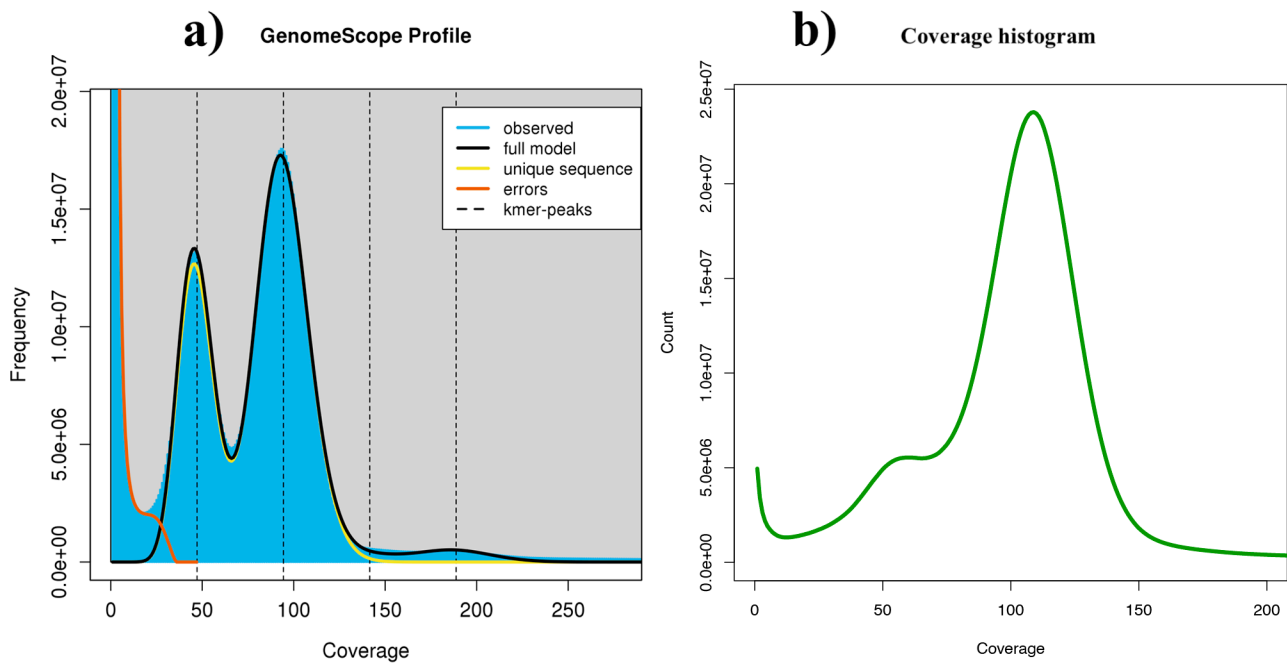 a)
GenomeScope Profile
observed
full model
unique sequence
errors
kmer-peaks
Frequency
0.0e+00
5.0e+06
1.0e+07
1.5e+07
2.0e+07
0
50
100
150
200
250
Coverage
b)
Coverage histogram
Count
0.0e+00
5.0e+06
1.0e+07
1.5e+07
2.0e+07
2.5e+07
0
50
100
150
200
Coverage